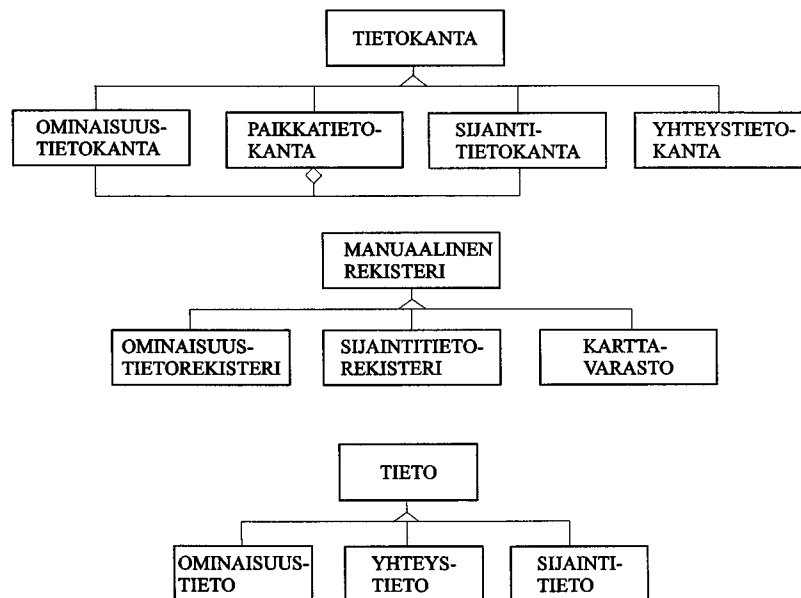 TIETOKANTA
OMINAISUUS-
TIETOKANTA
PAIKKATIETO-
KANTA
SIJAINTI-
TIETOKANTA
YHTEYSTIETO-
KANTA
MANUAALINEN
REKISTERI
OMINAISUUS-
TIETOREKISTERI
SIJAINTITIETO-
REKISTERI
KARTTA-
VARASTO
TIETO
OMINAISUUS-
TIETO
YHTEYS-
TIETO
SIJAINTI-
TIETO